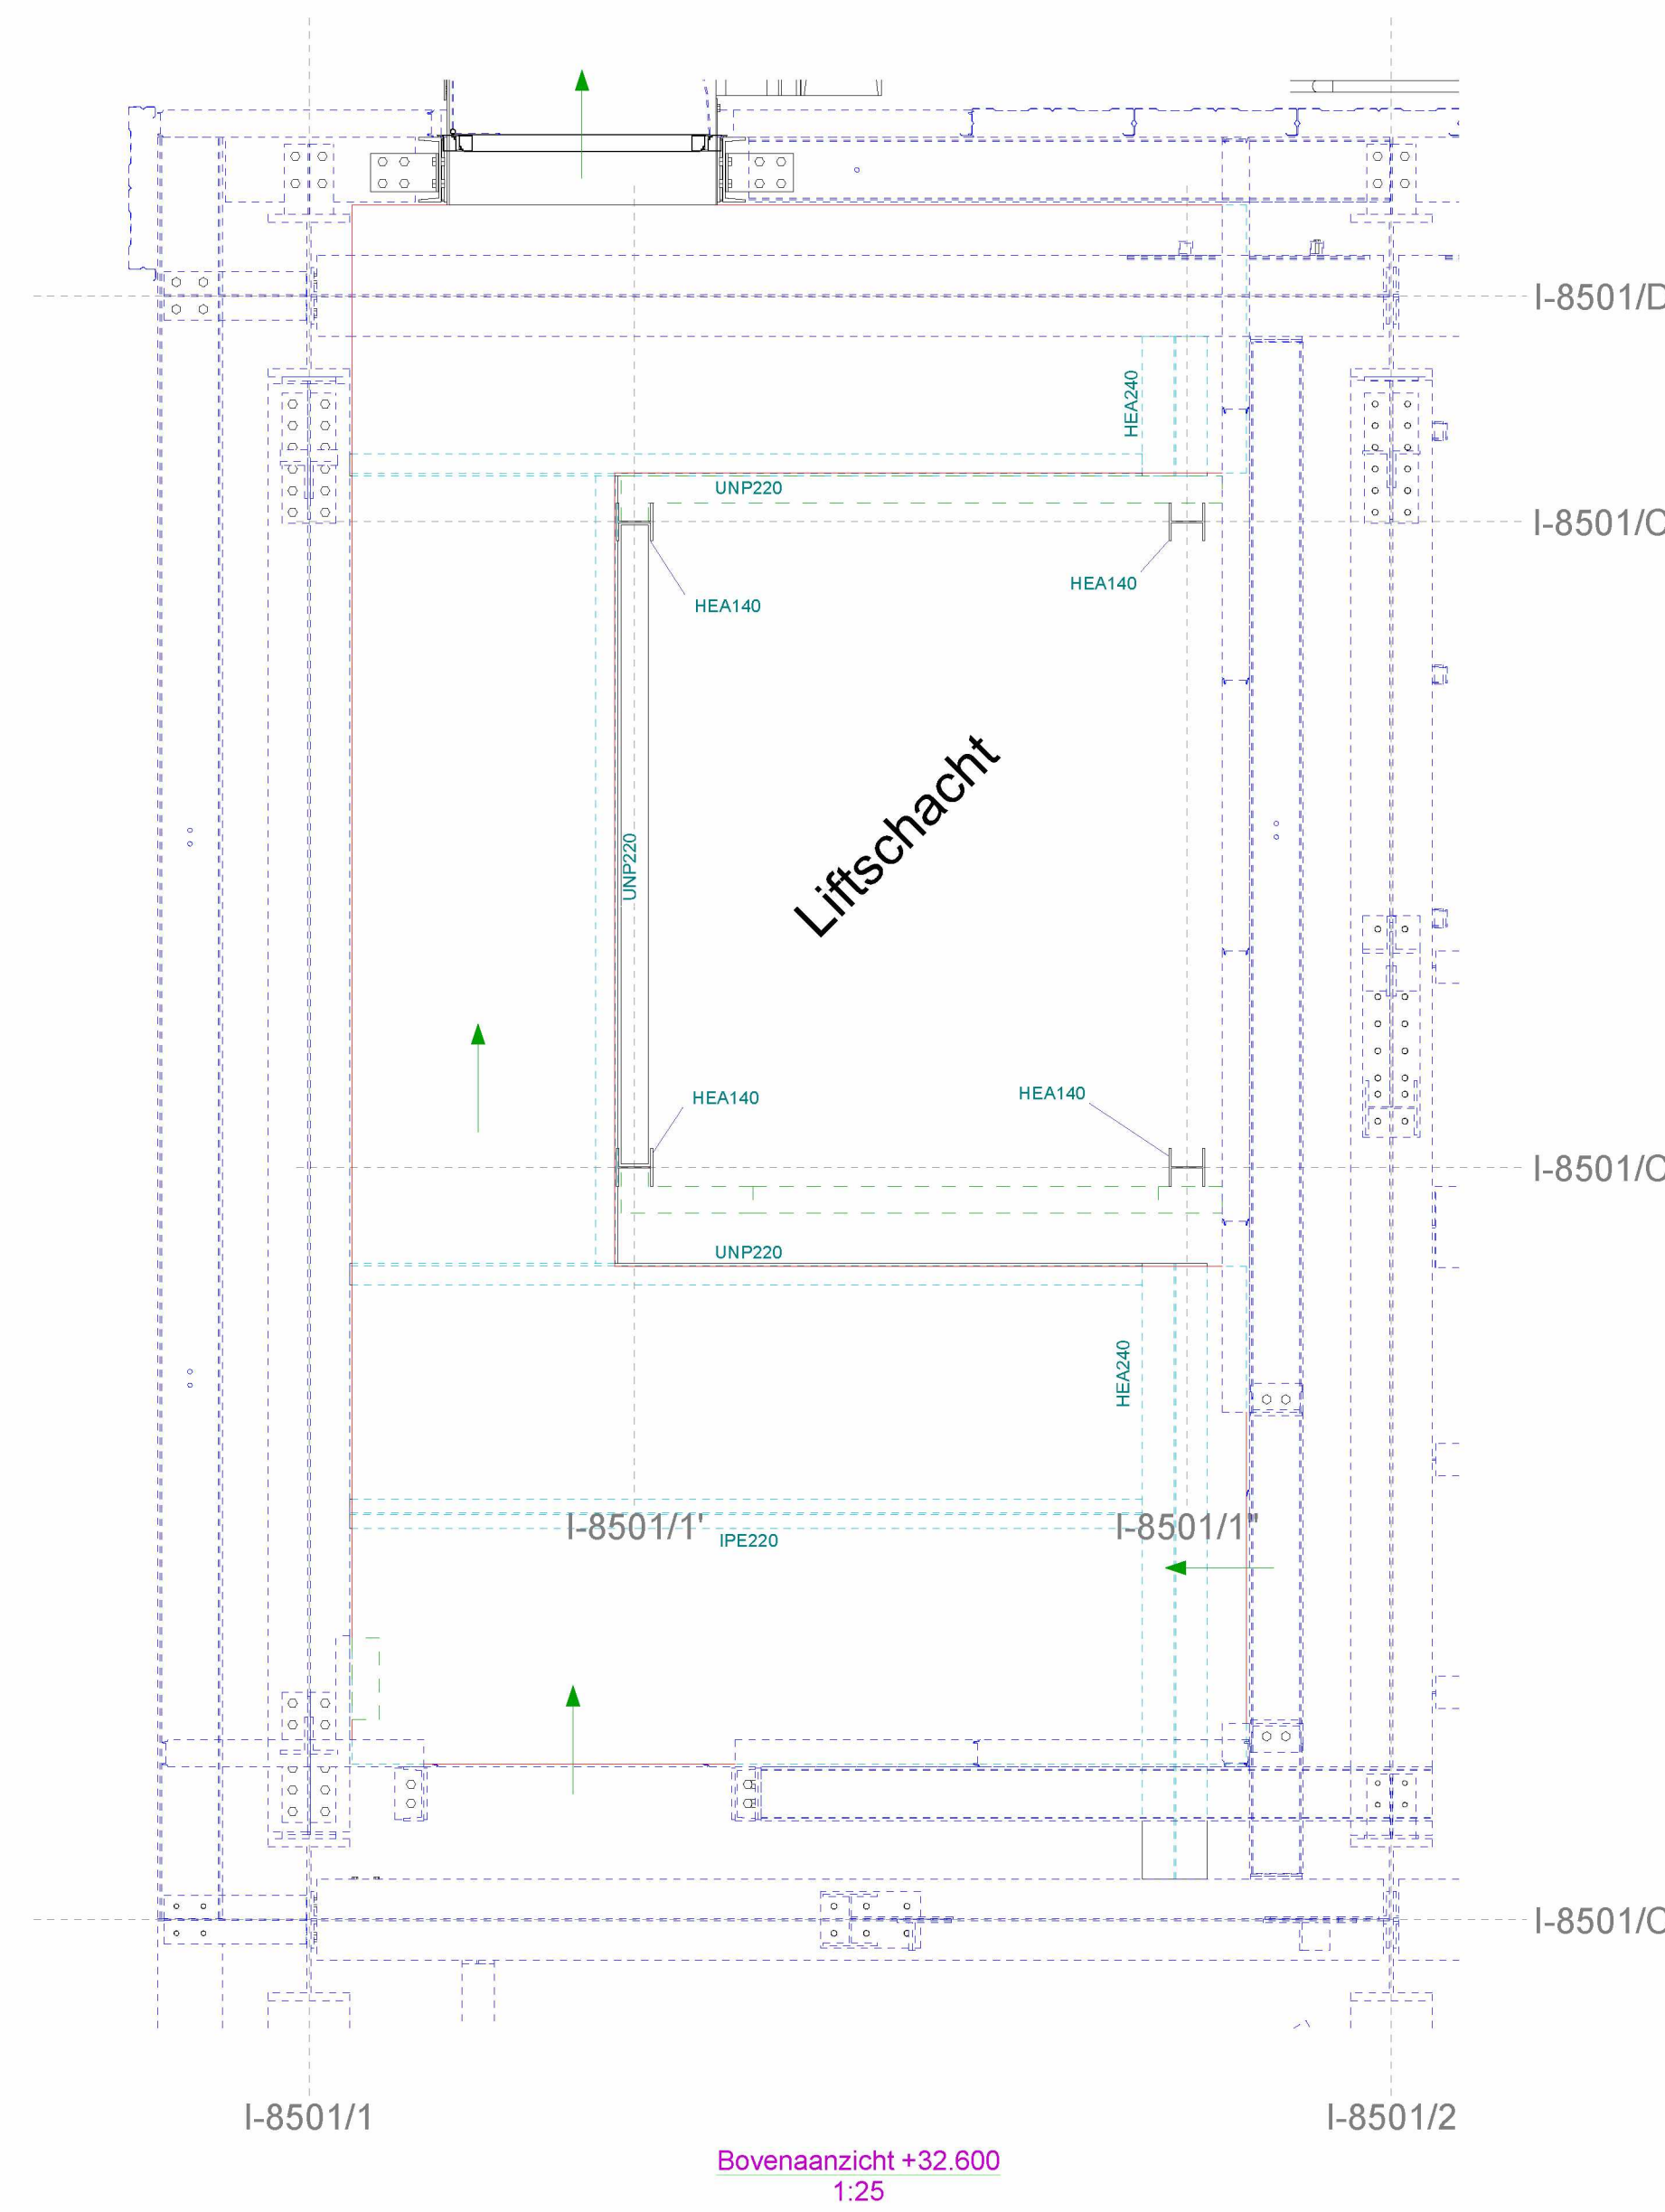 I-8501/D
HEA240
UNP220
I-8501/C
HEA140
HEA140
Liftschacht
UNP220
HEA140
HEA140
I-8501/C
UNP220
HEA240
I-8501/1'
I-8501/1"
IPE220
I-8501/C
I-8501/1
I-8501/2
Bovenaanzicht +32.600
1:25